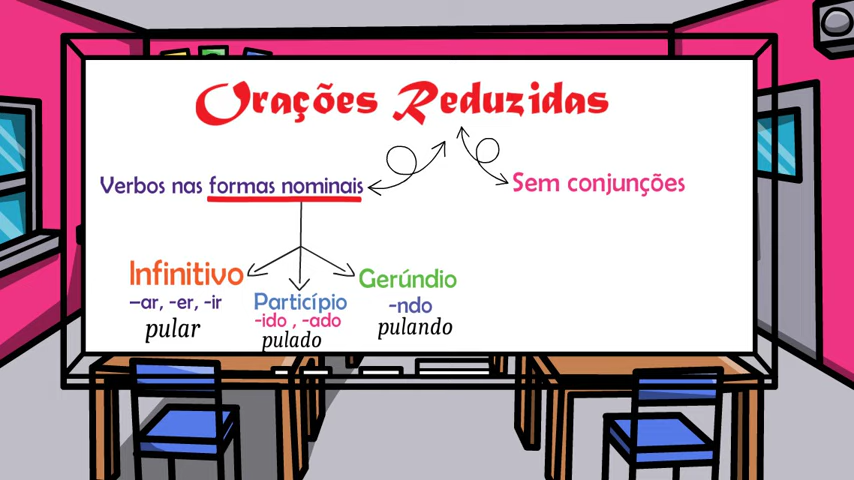 Orações Reduzidas
Verbos nas formas nominais
Sem conjunções
Infinitivo
–ar, -er, -ir
pular
Particípio
-ido , -ado
pulado
Gerúndio
-ndo
pulando